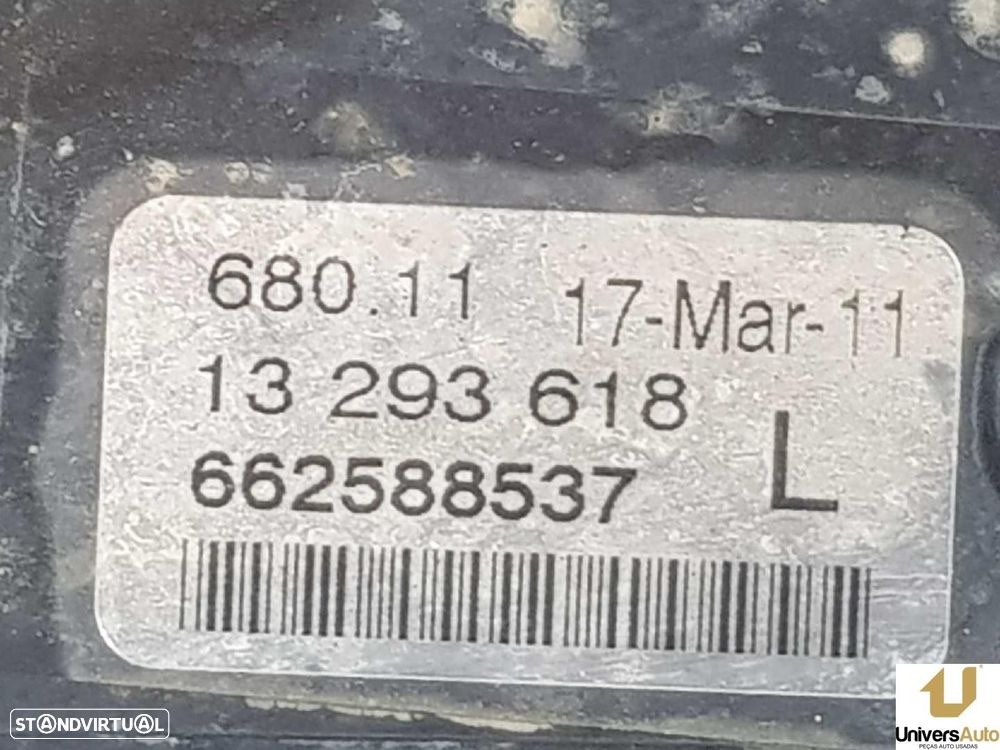 680.11 17-Mar-11
13 293 618
L
662588537
STANDVIRTUAL
UniversAuto
PEÇAS AUTO USADAS